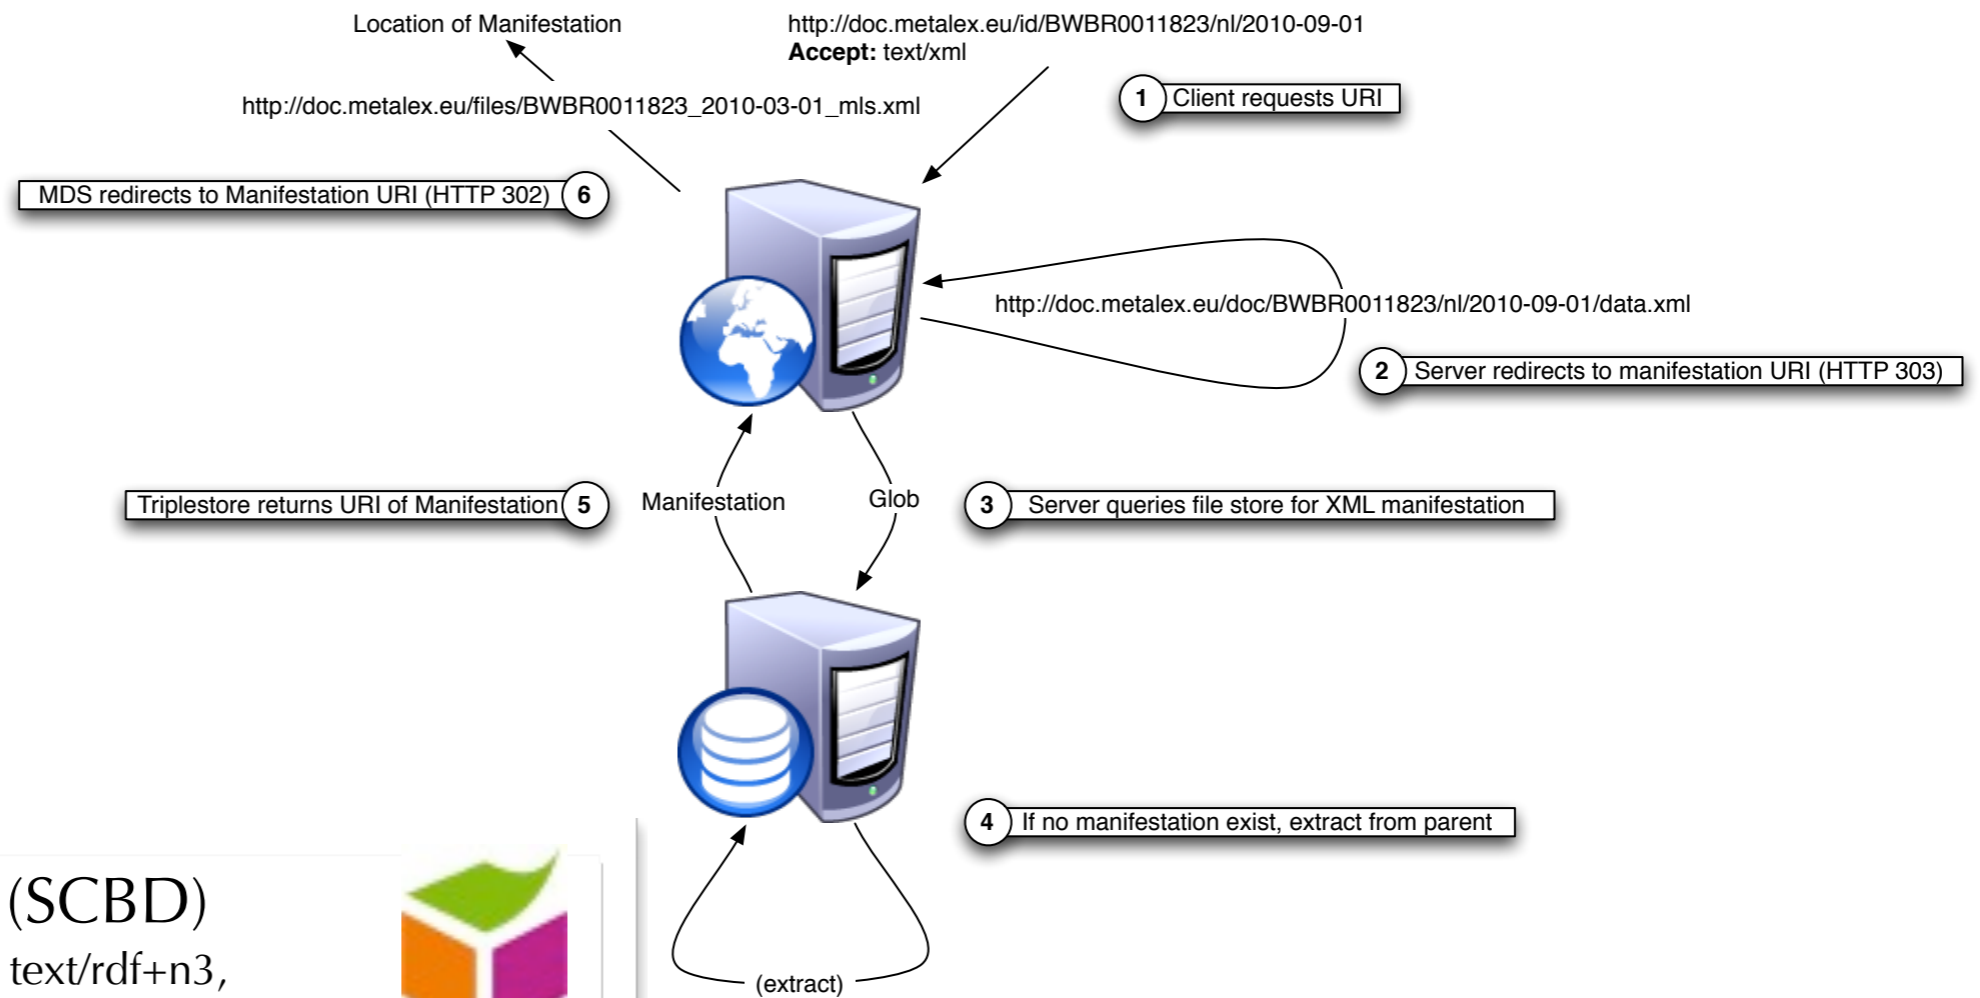 Location of Manifestation
http://doc.metalex.eu/id/BWBR0011823/nl/2010-09-01
Accept: text/xml
http://doc.metalex.eu/files/BWBR0011823_2010-03-01_mls.xml
1 Client requests URI
MDS redirects to Manifestation URI (HTTP 302) 6
http://doc.metalex.eu/doc/BWBR0011823/nl/2010-09-01/data.xml
2 Server redirects to manifestation URI (HTTP 303)
Triplestore returns URI of Manifestation 5
Manifestation
Glob
3 Server queries file store for XML manifestation
4 If no manifestation exist, extract from parent
(SCBD)
text/rdf+n3,
(extract)